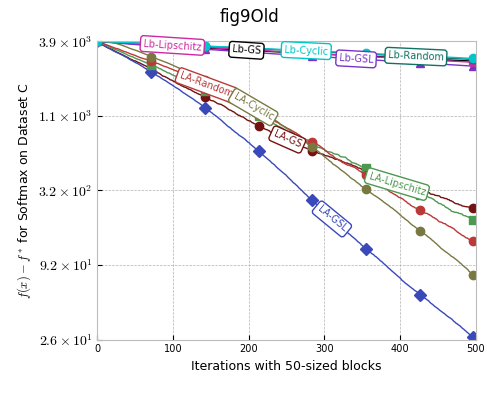 fig9Old
f(x) − f* for Softmax on Dataset C
3.9 × 10³
1.1 × 10³
3.2 × 10²
9.2 × 10¹
2.6 × 10¹
Lb-Lipschitz
Lb-GS
Lb-Cyclic
Lb-GSL
Lb-Random
LA-Random
LA-Cyclic
LA-GS
LA-Lipschitz
LA-GSL
0 100 200 300 400 500
Iterations with 50-sized blocks